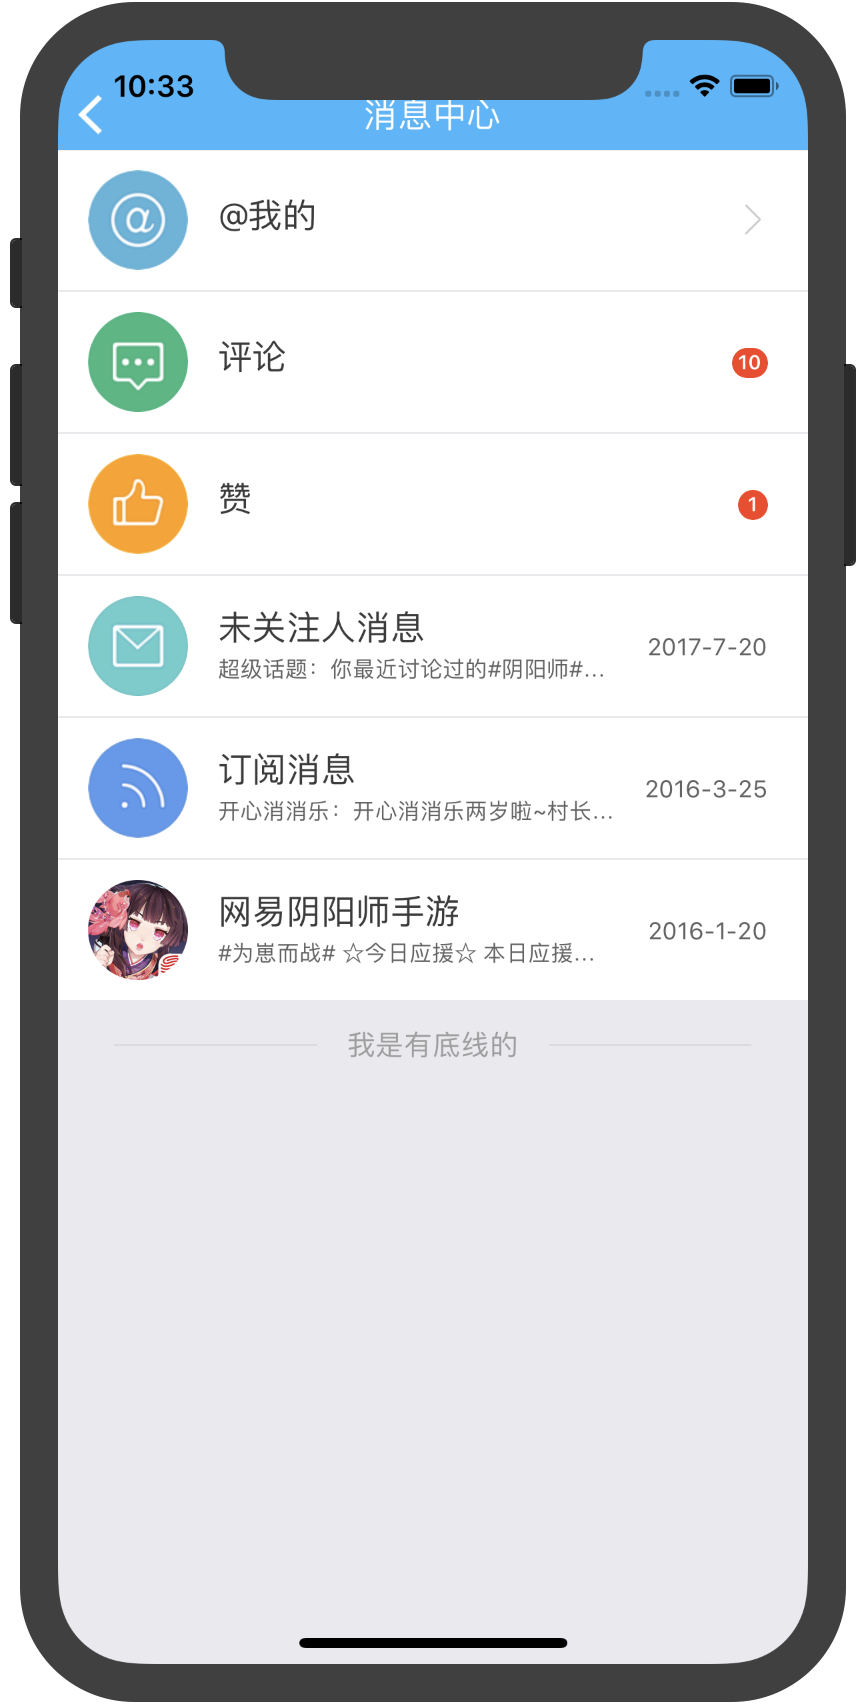 10:33
消息中心
@我的
评论
10
赞
1
未关注人消息
超级话题：你最近讨论过的#阴阳师#...
2017-7-20
订阅消息
开心消消乐：开心消消乐两岁啦~村长...
2016-3-25
网易阴阳师手游
#为崽而战# ☆今日应援☆ 本日应援...
2016-1-20
我是有底线的